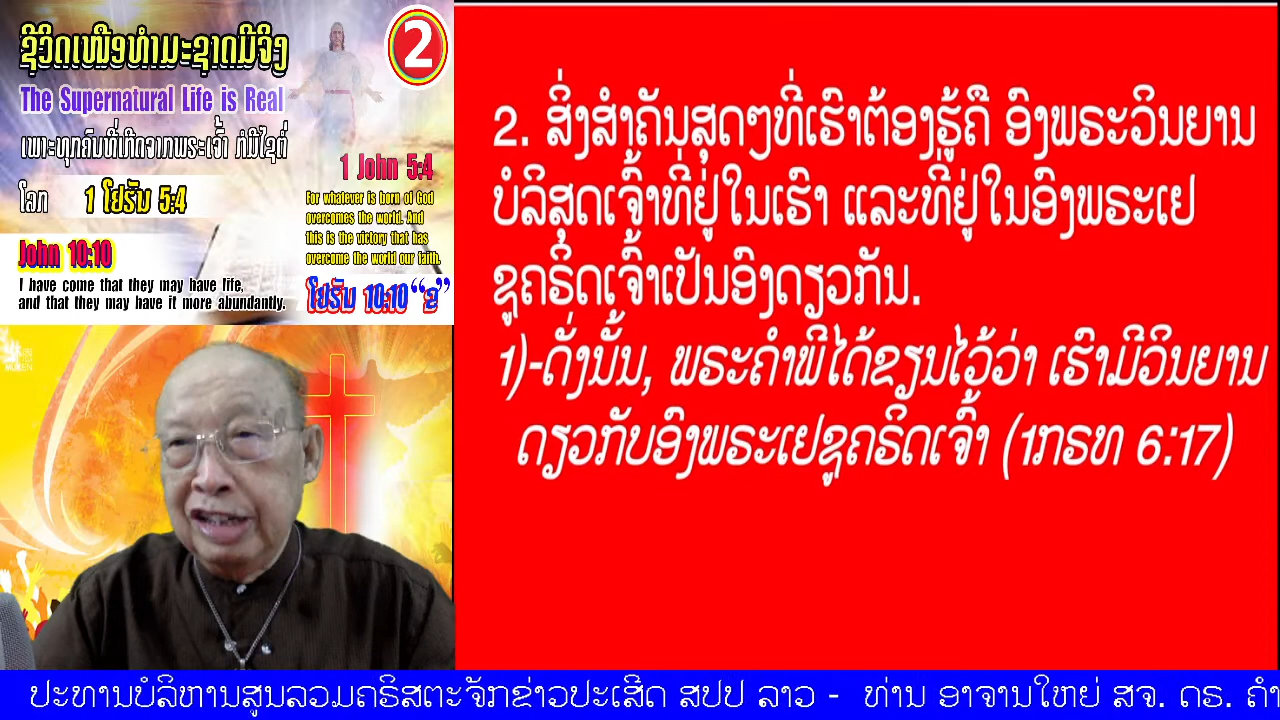 ຊີວິດເໜືອທຳມະຊາດມີຈິງ
2
The Supernatural Life is Real
ເພາະທຸກຄົນທີ່ເກີດຈາກພຣະເຈົ້າ ກໍມີໄຊຕໍ່
ໂລກ 1 ໂຢຮັນ 5:4
1 John 5:4
For whatever is born of God
overcomes the world. And
this is the victory that has
overcome the world our faith.
John 10:10
I have come that they may have life,
and that they may have it more abundantly.
ໂຢຮັນ 10:10 “ຂ”
2. ສິ່ງສຳຄັນສຸດໆທີ່ເຮົາຕ້ອງຮູ້ຄື ອົງພຣະວິນຍານ
ບໍລິສຸດເຈົ້າທີ່ຢູ່ໃນເຮົາ ແລະທີ່ຢູ່ໃນອົງພຣະເຢ
ຊູຄຣິດເຈົ້າເປັນອົງດຽວກັນ.
1)-ດັ່ງນັ້ນ, ພຣະຄຳພີໄດ້ຂຽນໄວ້ວ່າ ເຮົາມີວິນຍານ
ດຽວກັບອົງພຣະເຢຊູຄຣິດເຈົ້າ (1ກຣທ 6:17)
ປະທານບໍລິຫານສູນລວມຄຣິສຕະຈັກຂ່າວປະເສີດ ສປປ ລາວ - ທ່ານ ອາຈານໃຫຍ່ ສຈ. ດຣ. ຄຳ